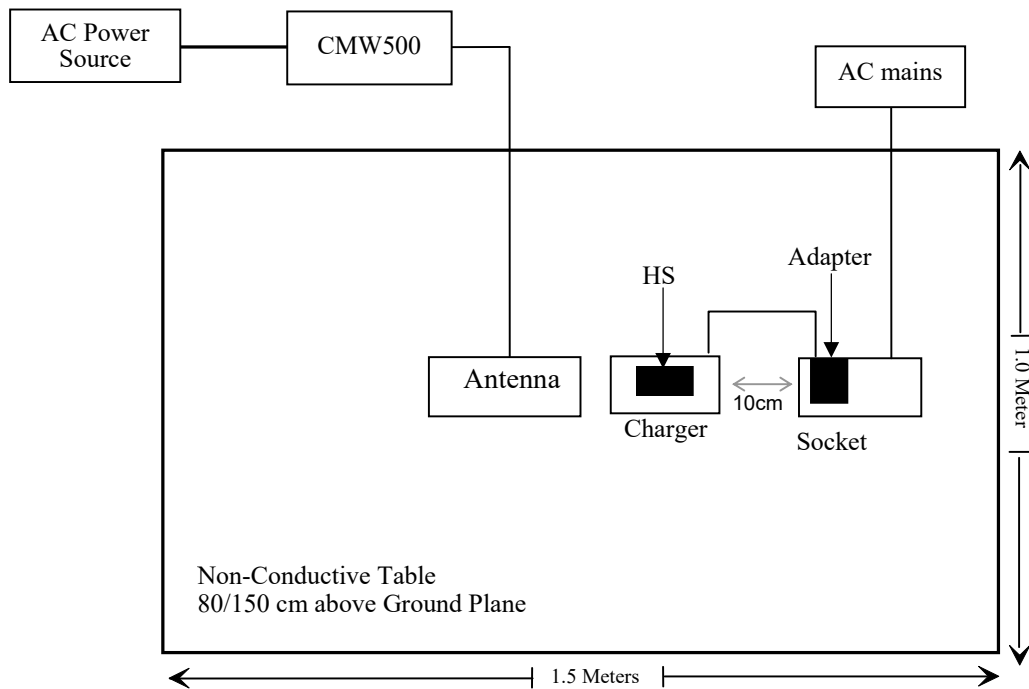 AC Power
Source
CMW500
AC mains
Adapter
HS
Antenna
10cm
Charger
Socket
1.0 Meter
Non-Conductive Table
80/150 cm above Ground Plane
1.5 Meters